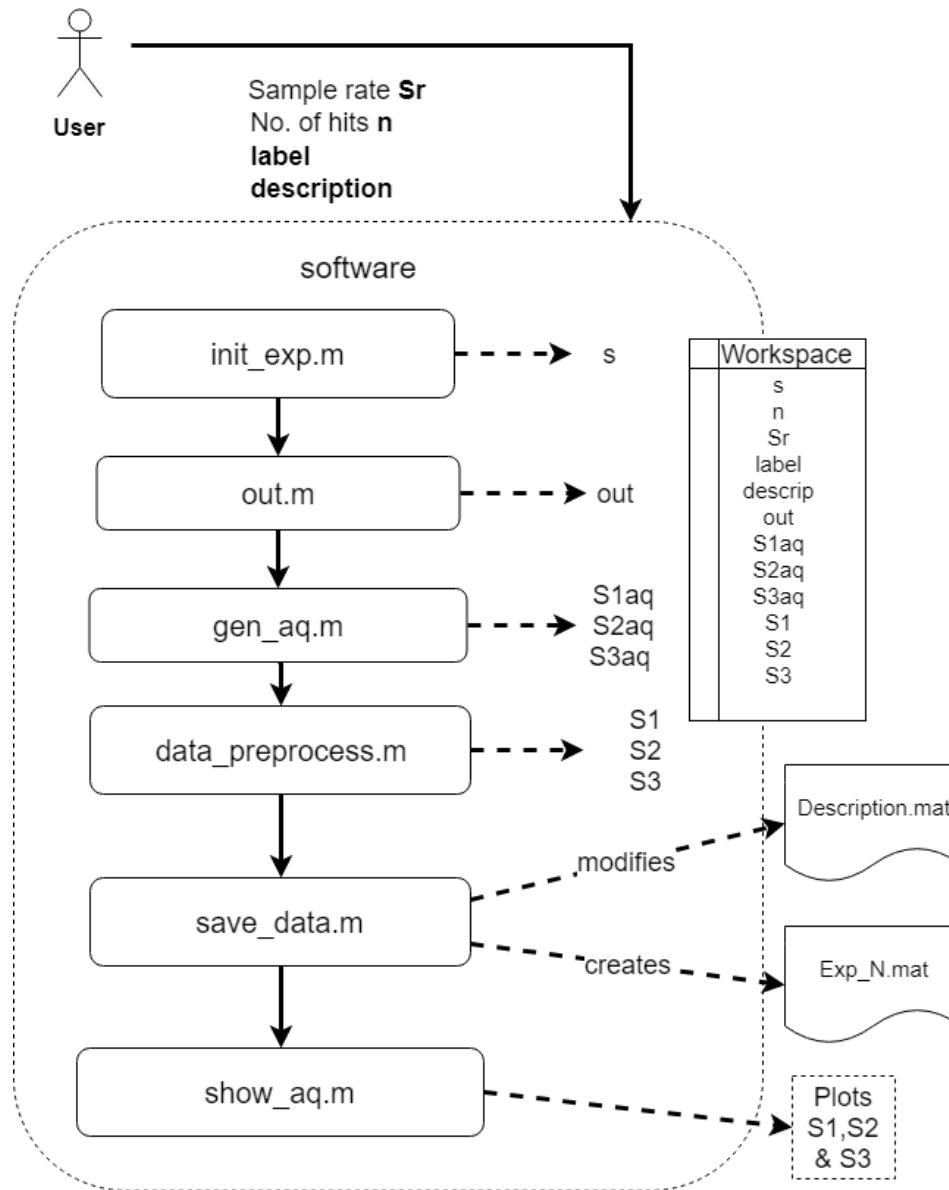 User
Sample rate Sr
No. of hits n
label
description
software
init_exp.m
s
out.m
out
gen_aq.m
S1aq
S2aq
S3aq
data_preprocess.m
S1
S2
S3
save_data.m
modifies
creates
show_aq.m
Workspace
s
n
Sr
label
descrip
out
S1aq
S2aq
S3aq
S1
S2
S3
Description.mat
Exp_N.mat
Plots
S1,S2
& S3